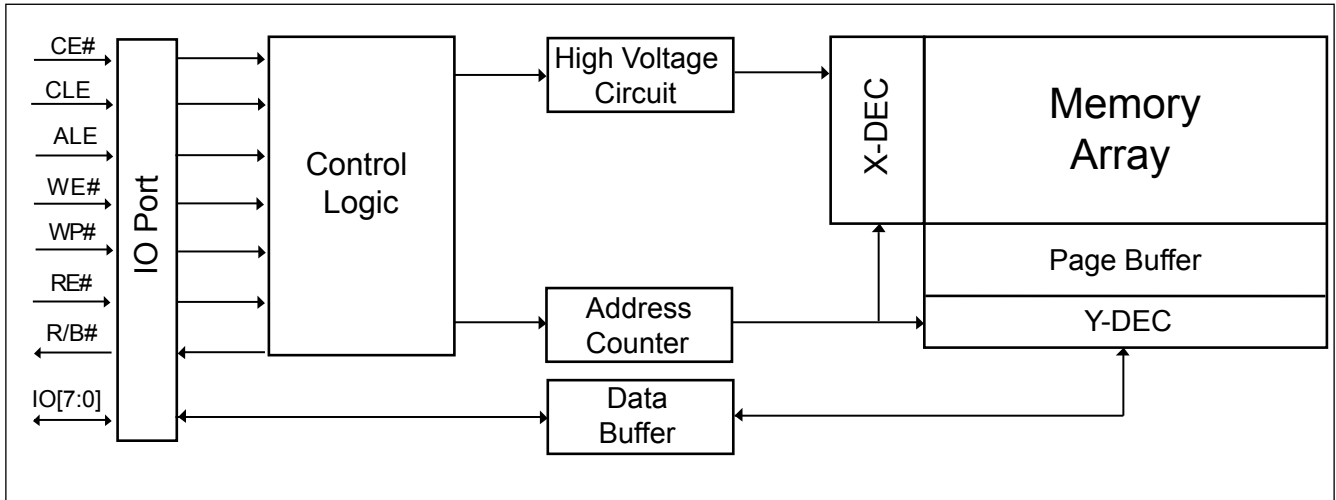 CE#
CLE
ALE
WE#
WP#
RE#
R/B#
IO[7:0]
IO Port
Control
Logic
High Voltage
Circuit
Address
Counter
Data
Buffer
X-DEC
Memory
Array
Page Buffer
Y-DEC